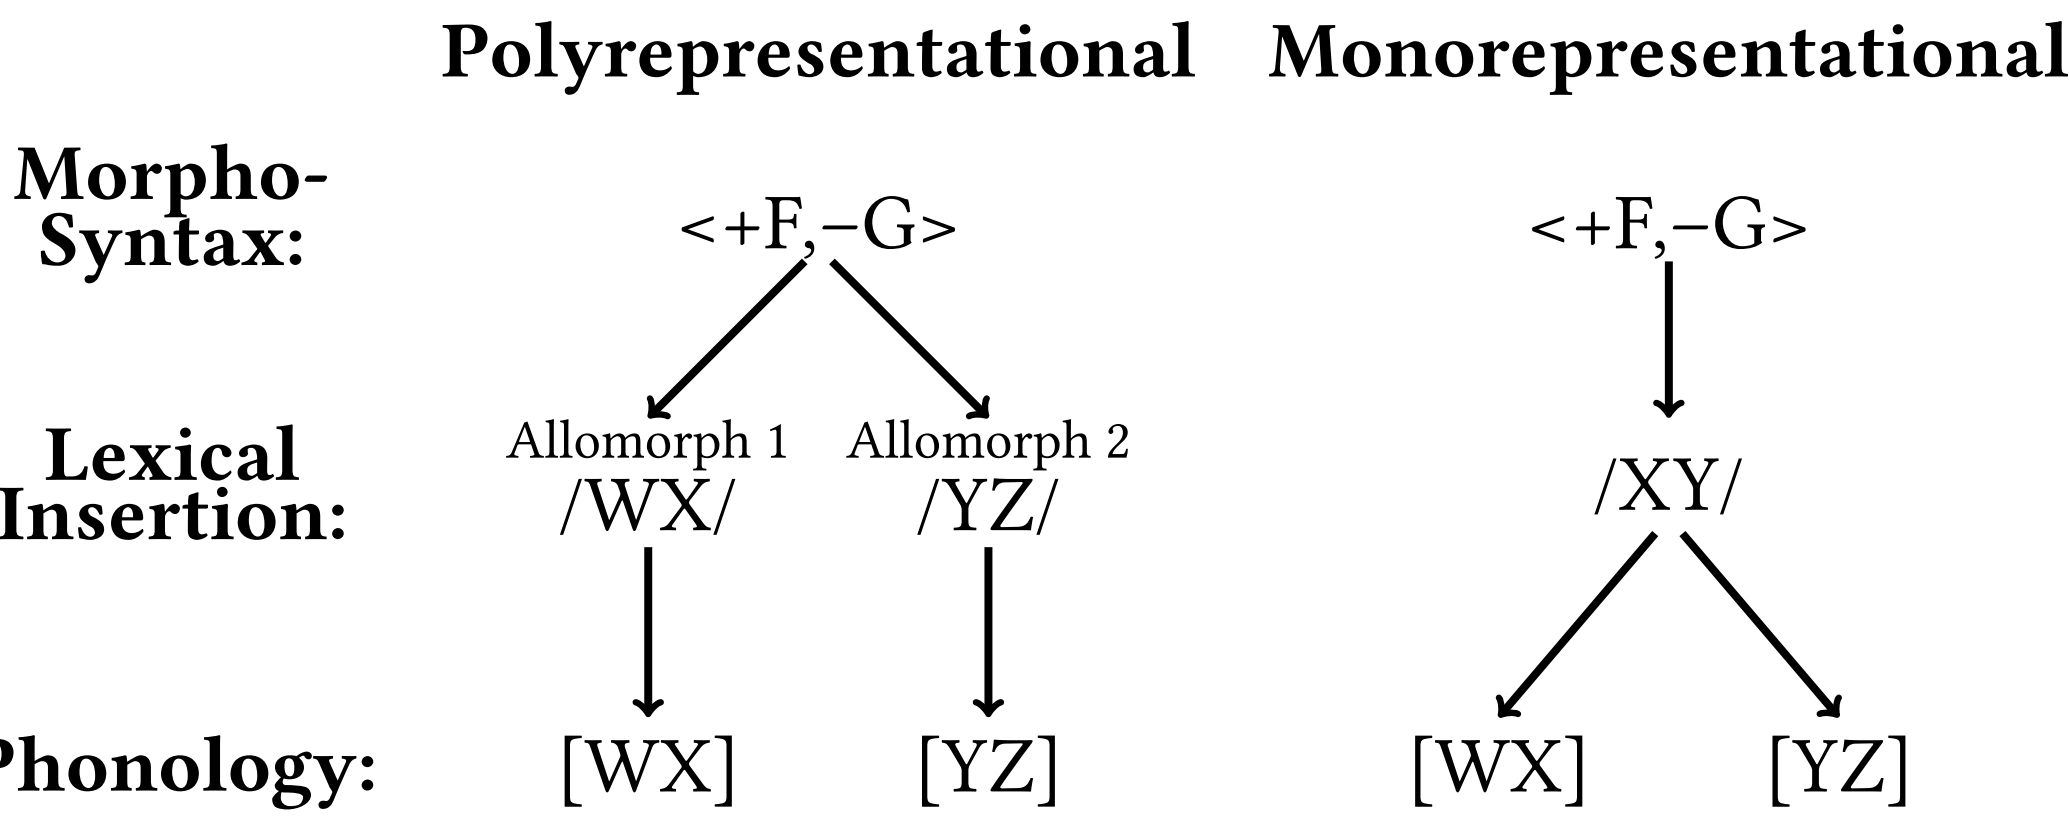 Polyrepresentational Monorepresentational
Morpho-
Syntax:
<+F,−G> <+F,−G>
Allomorph 1 Allomorph 2
Lexical
Insertion:
/WX/ /YZ/ /XY/
Phonology: [WX] [YZ] [WX] [YZ]